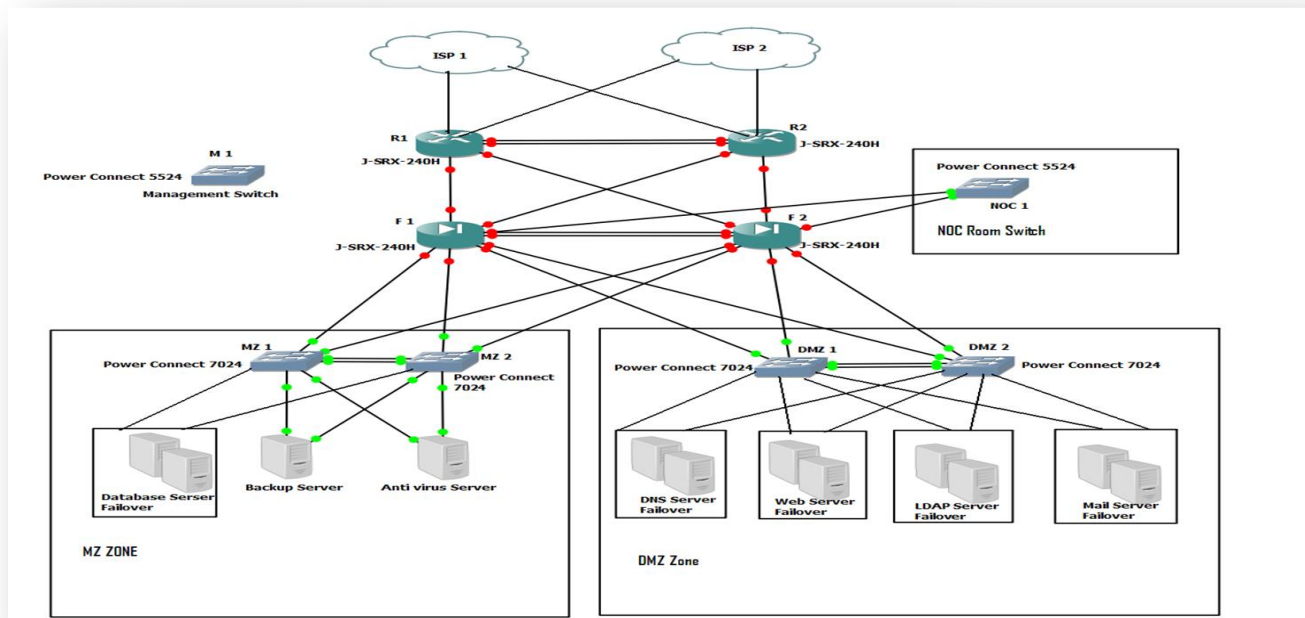 ISP 1
ISP 2
R1
J-SRX-240H
R2
J-SRX-240H
M 1
Power Connect 5524
Management Switch
Power Connect 5524
NOC 1
NOC Room Switch
F 1
J-SRX-240H
F 2
J-SRX-240H
MZ 1
Power Connect 7024
MZ 2
Power Connect
7024
DMZ 1
Power Connect 7024
DMZ 2
Power Connect 7024
Database Serser
Failover
Backup Server
Anti virus Server
MZ ZONE
DNS Server
Failover
Web Server
Failover
LDAP Server
Failover
Mail Server
Failover
DMZ Zone